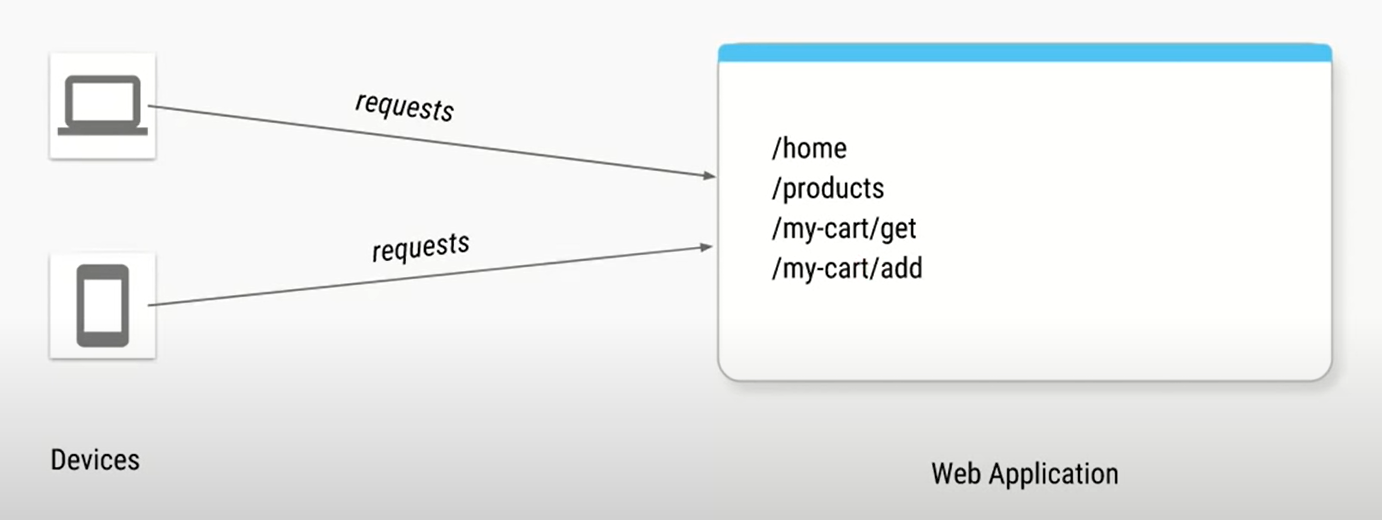 requests
/home
/products
/my-cart/get
/my-cart/add
requests
Devices
Web Application